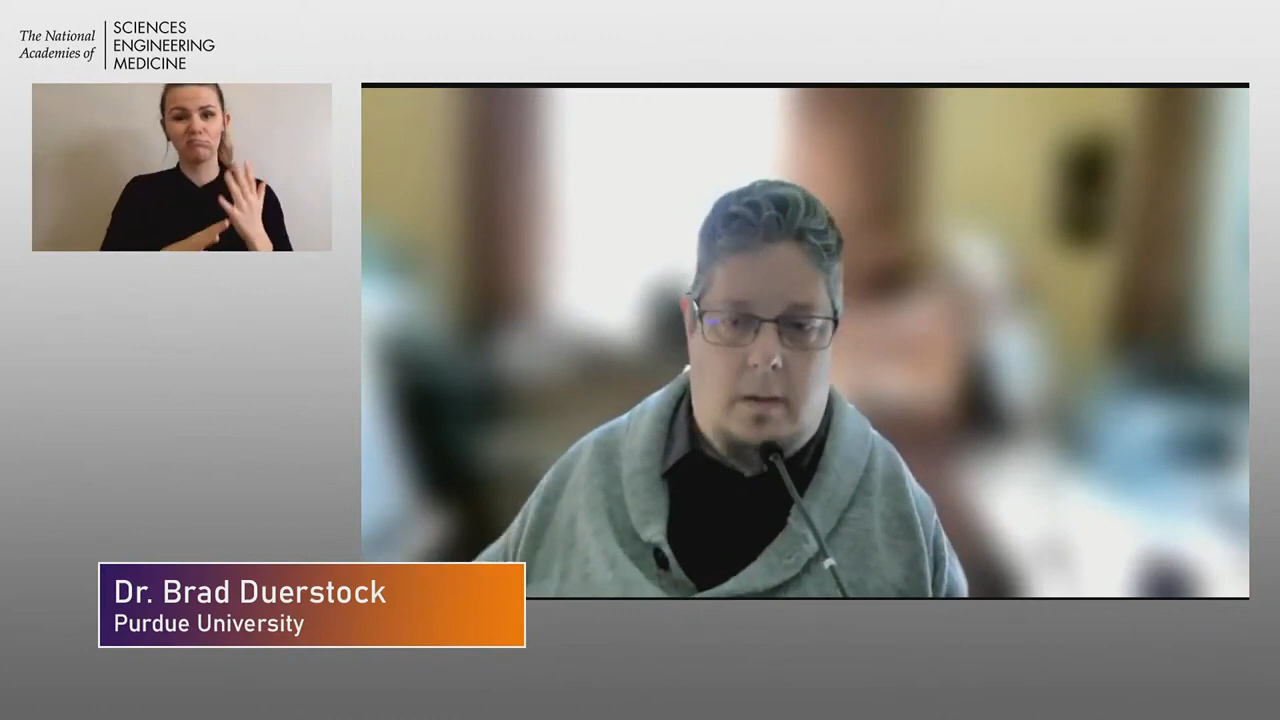 The National
Academies of
SCIENCES
ENGINEERING
MEDICINE
Dr. Brad Duerstock
Purdue University